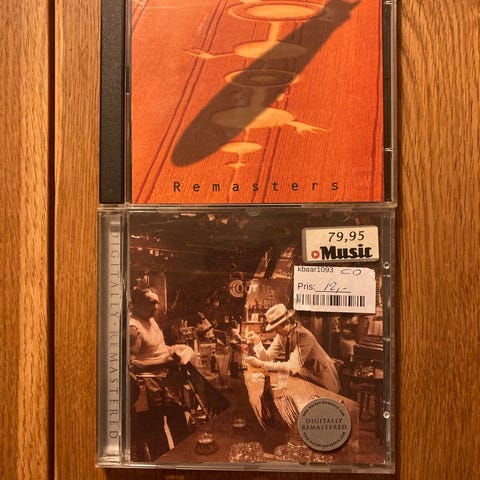 Remasters
DIGITALLY · REMASTERED
79,95
Music
kbaar1093 CD
Pris: 12,-
DIGITALLY
REMASTERED